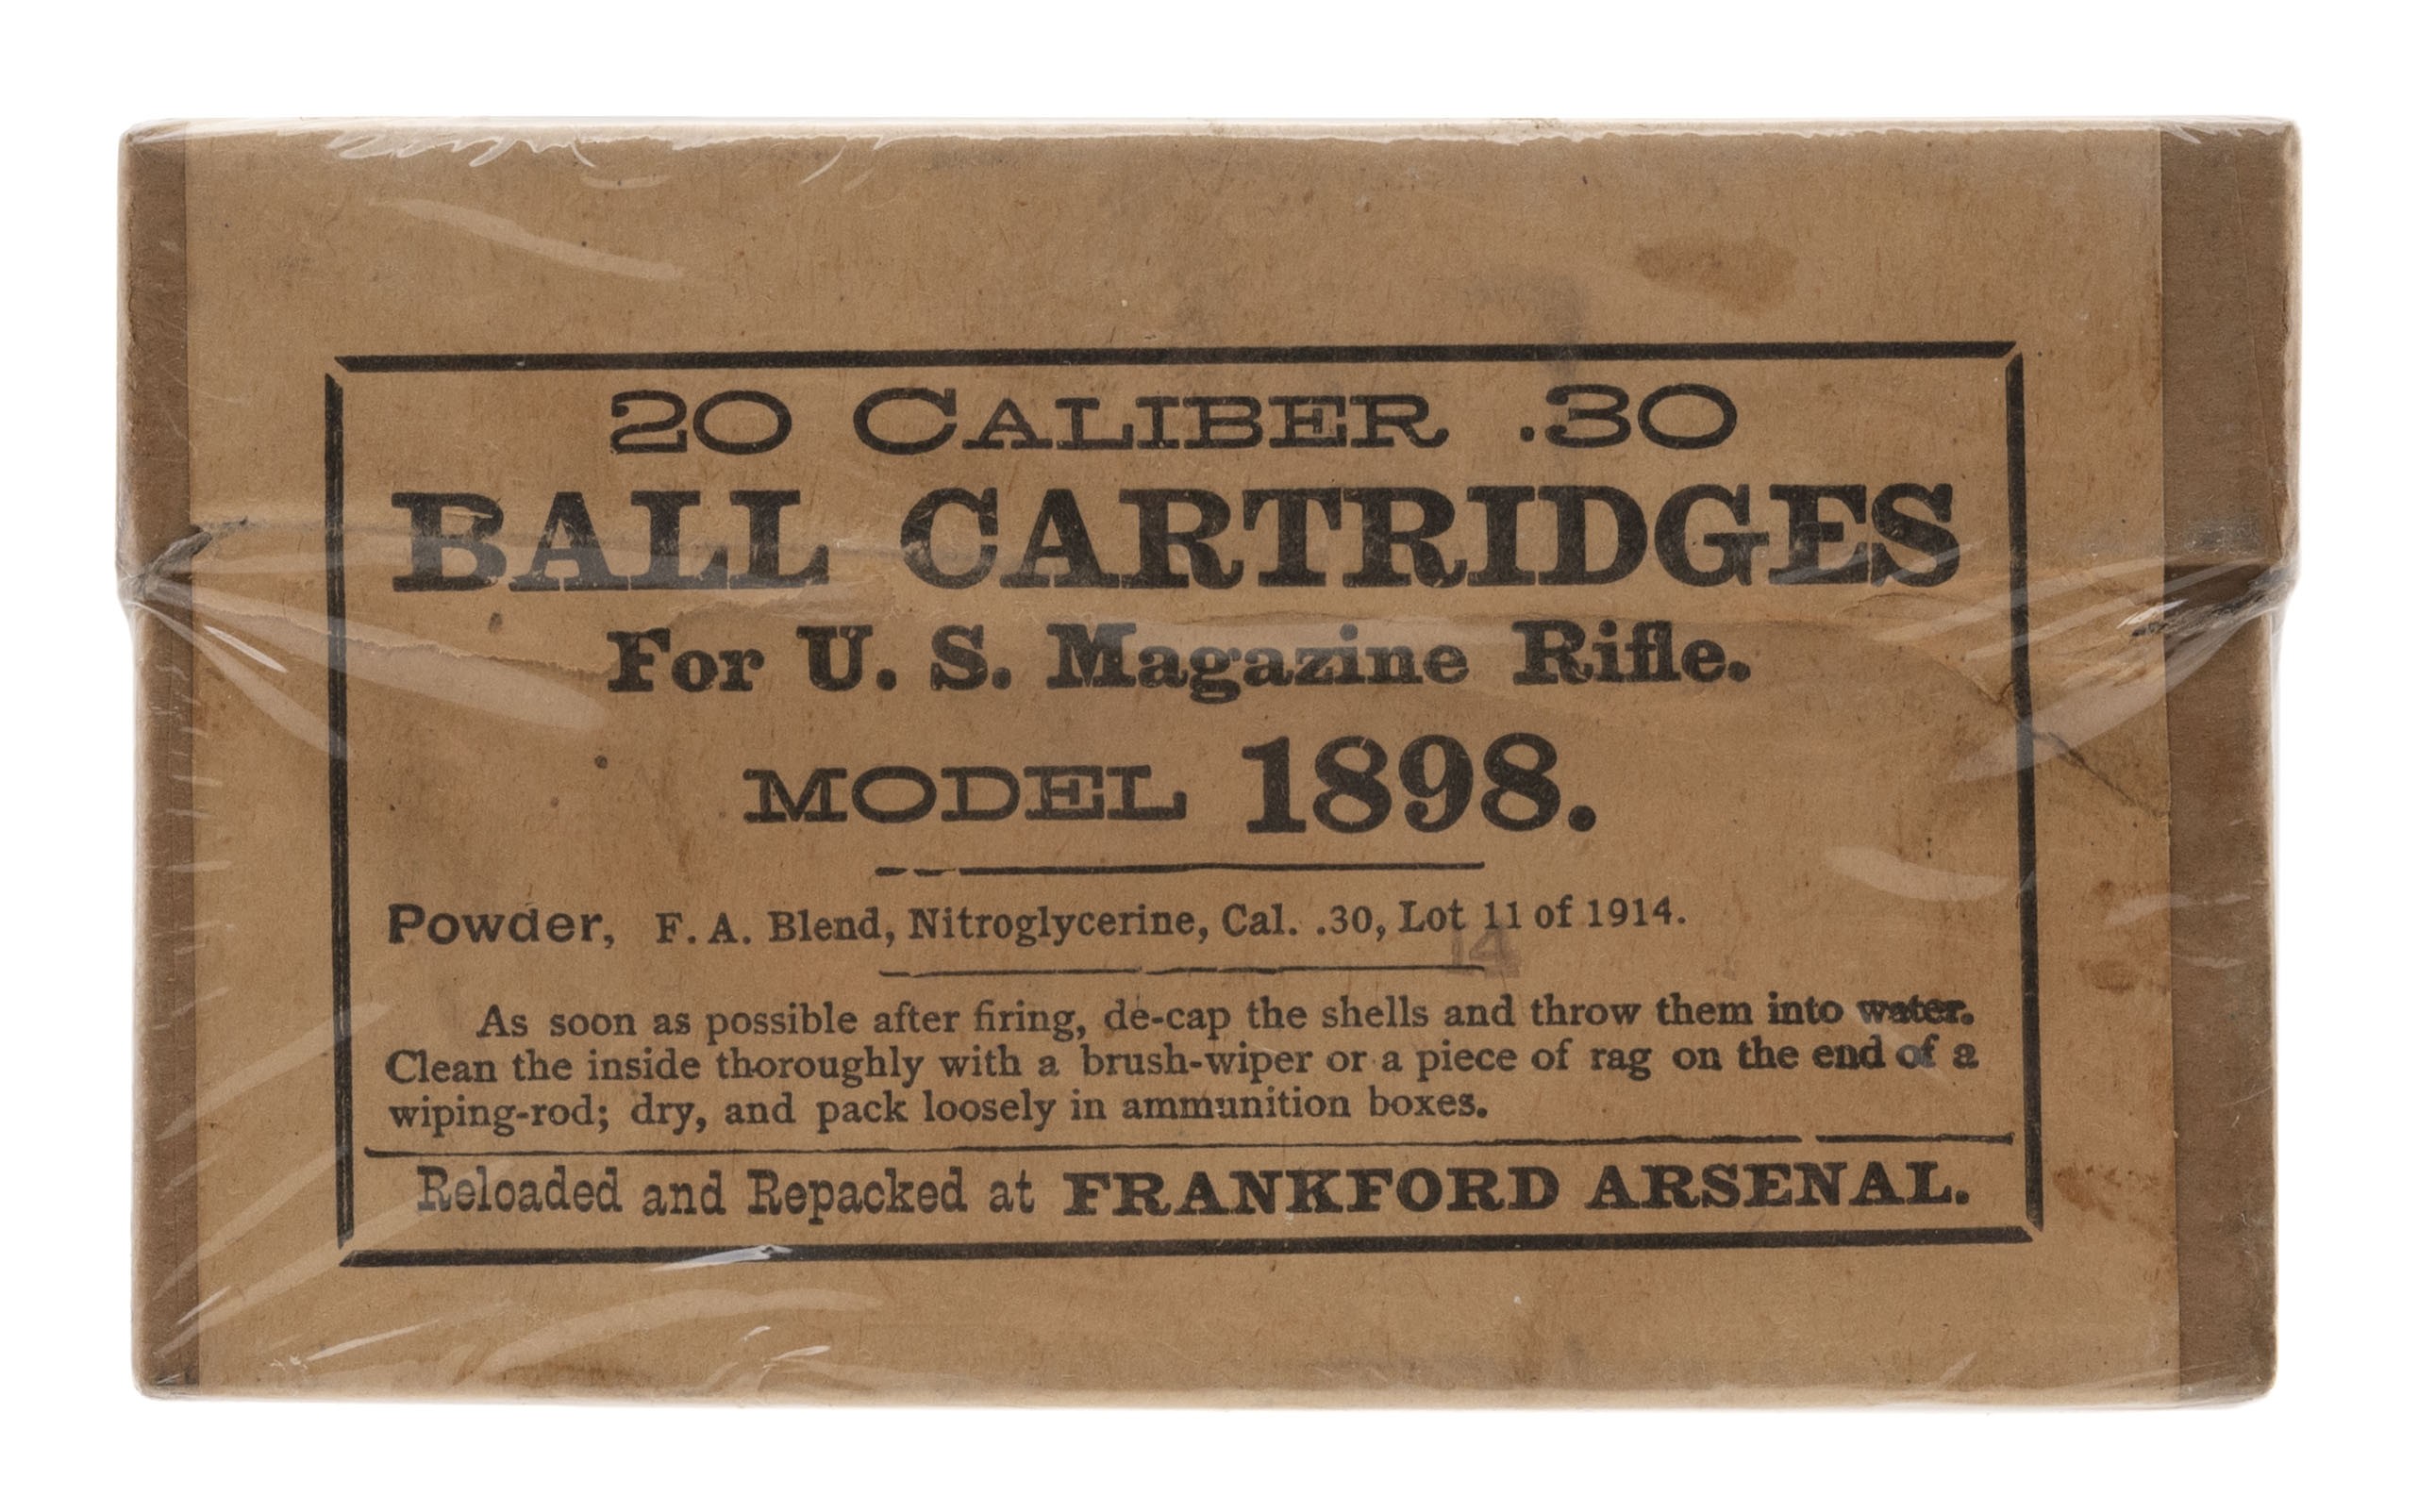 20 CALIBER .30
BALL CARTRIDGES
For U. S. Magazine Rifle.
MODEL 1898.
Powder, F. A. Blend, Nitroglycerine, Cal. .30, Lot 11 of 1914.
14
As soon as possible after firing, de-cap the shells and throw them into water.
Clean the inside thoroughly with a brush-wiper or a piece of rag on the end of a
wiping-rod; dry, and pack loosely in ammunition boxes.
Reloaded and Repacked at FRANKFORD ARSENAL.